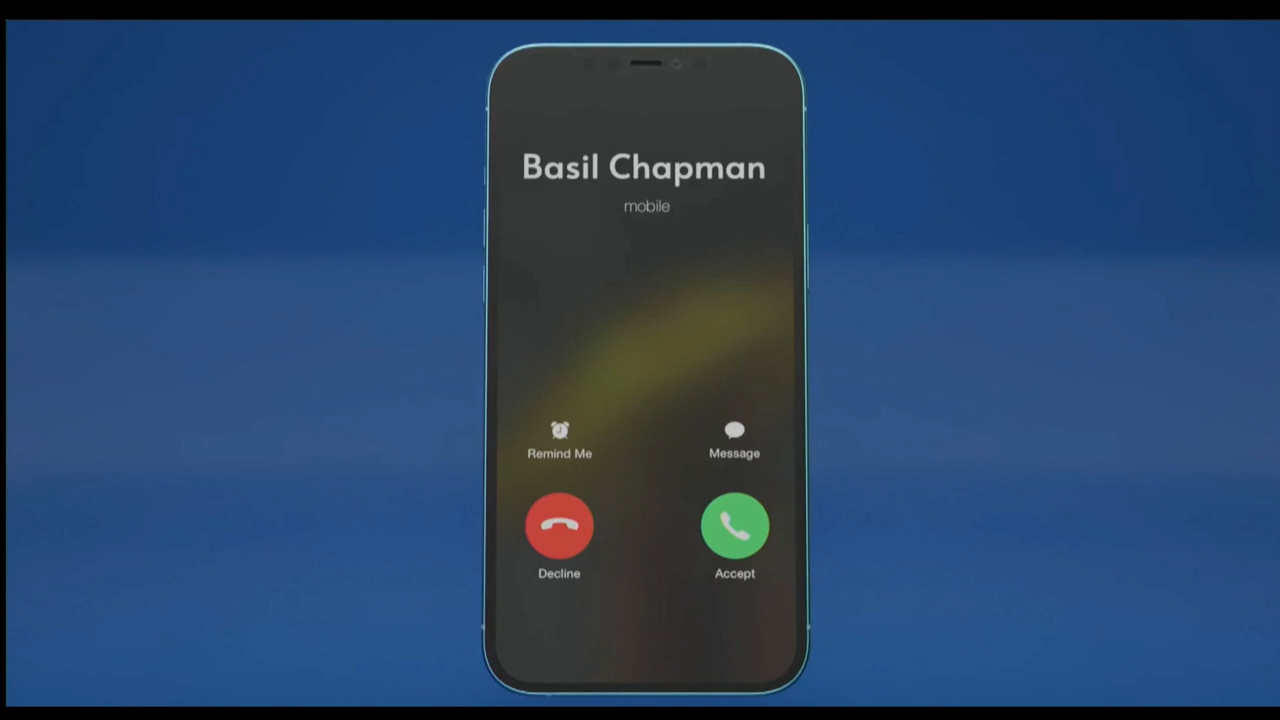 Basil Chapman
mobile
Remind Me
Message
Decline
Accept